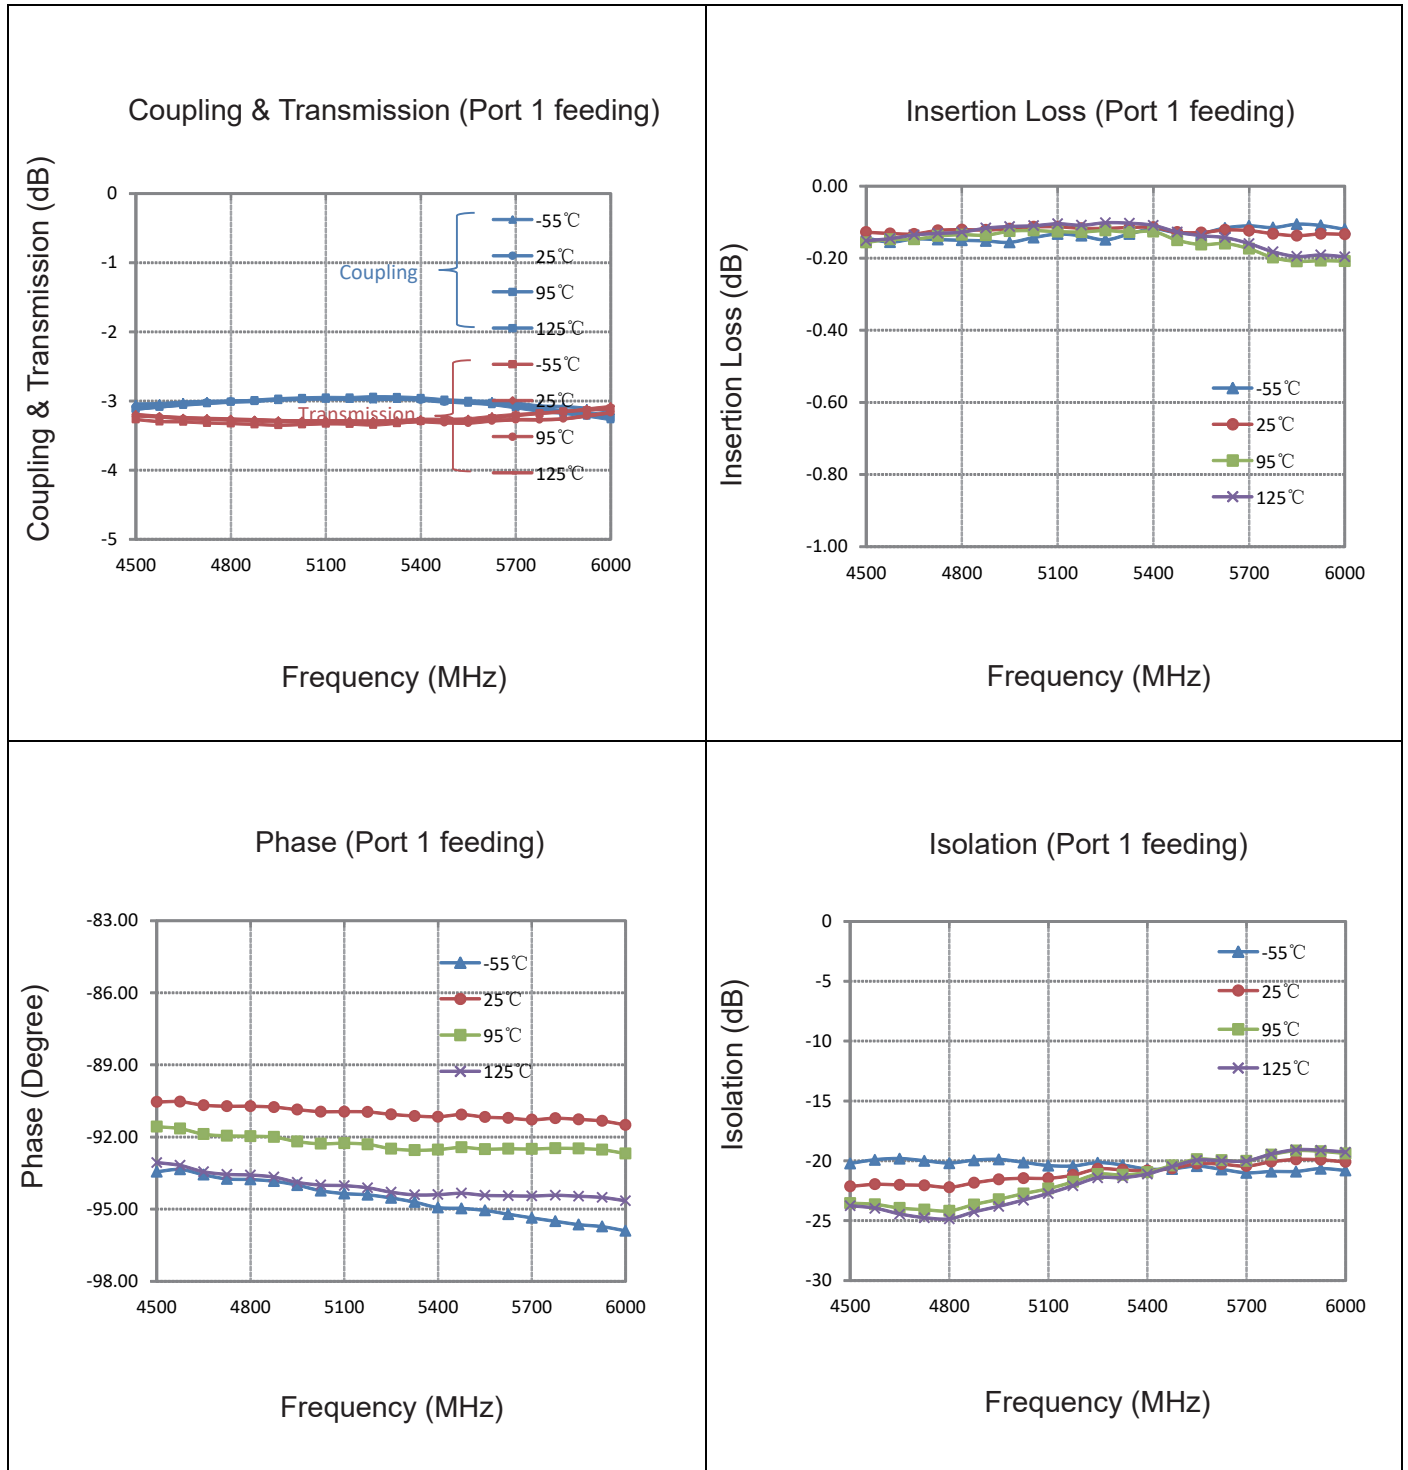 Coupling & Transmission (Port 1 feeding)
Coupling & Transmission (dB)
0
-1
-2
-3
-4
-5
4500 4800 5100 5400 5700 6000
Coupling
-55℃
25℃
95℃
125℃
Transmission
-55℃
25℃
95℃
125℃
Frequency (MHz)
Insertion Loss (Port 1 feeding)
Insertion Loss (dB)
0.00
-0.20
-0.40
-0.60
-0.80
-1.00
4500 4800 5100 5400 5700 6000
-55℃
25℃
95℃
125℃
Frequency (MHz)
Phase (Port 1 feeding)
Phase (Degree)
-83.00
-86.00
-89.00
-92.00
-95.00
-98.00
4500 4800 5100 5400 5700 6000
-55℃
25℃
95℃
125℃
Frequency (MHz)
Isolation (Port 1 feeding)
Isolation (dB)
0
-5
-10
-15
-20
-25
-30
4500 4800 5100 5400 5700 6000
-55℃
25℃
95℃
125℃
Frequency (MHz)